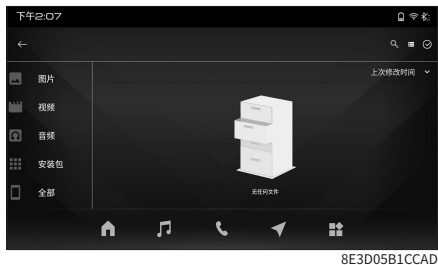 下午2:07
上次修改时间
图片
视频
音频
安装包
全部
无任何文件
8E3D05B1CCAD